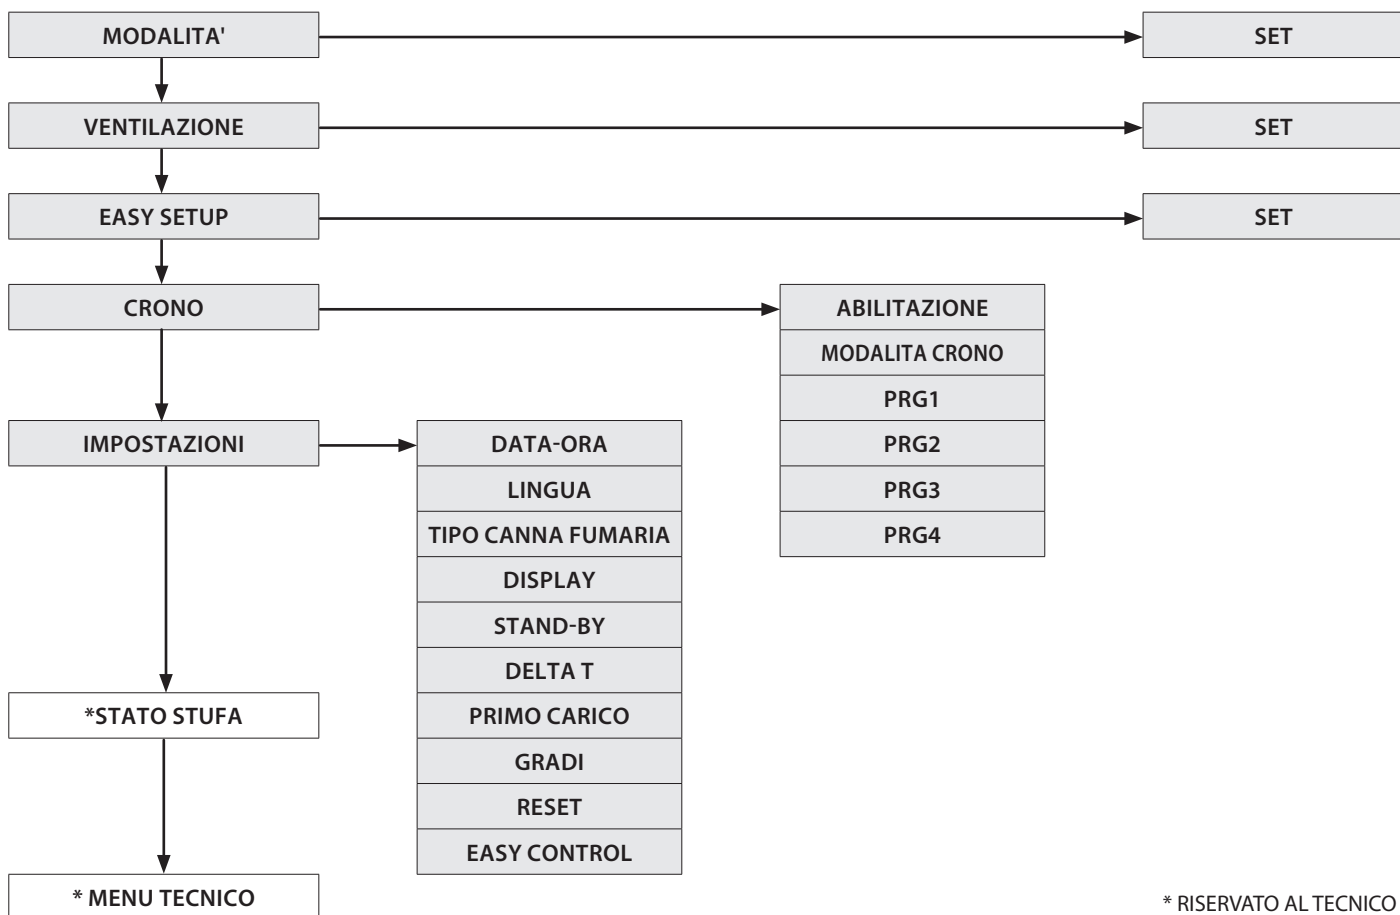 MODALITA'
SET
VENTILAZIONE
SET
EASY SETUP
SET
CRONO
ABILITAZIONE
MODALITA CRONO
PRG1
PRG2
PRG3
PRG4
IMPOSTAZIONI
DATA-ORA
LINGUA
TIPO CANNA FUMARIA
DISPLAY
STAND-BY
DELTA T
PRIMO CARICO
GRADI
RESET
EASY CONTROL
*STATO STUFA
* MENU TECNICO
* RISERVATO AL TECNICO